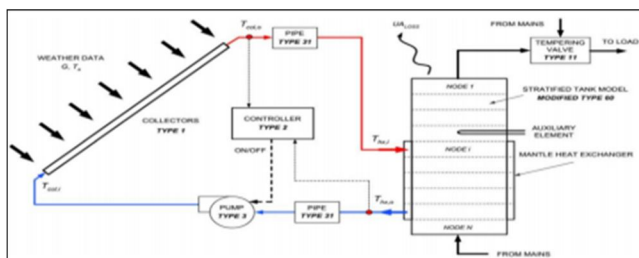 WEATHER DATA
G, Ta
COLLECTORS
TYPE 1
Tcol,i
Tcol,o
PIPE
TYPE 31
CONTROLLER
TYPE 2
ON/OFF
PUMP
TYPE 3
PIPE
TYPE 31
Thx,i
Thx,o
UALOSS
NODE 1
NODE i
NODE N
FROM MAINS
TEMPERING
VALVE
TYPE 11
TO LOAD
STRATIFIED TANK MODEL
MODIFIED TYPE 60
AUXILIARY
ELEMENT
MANTLE HEAT EXCHANGER
FROM MAINS